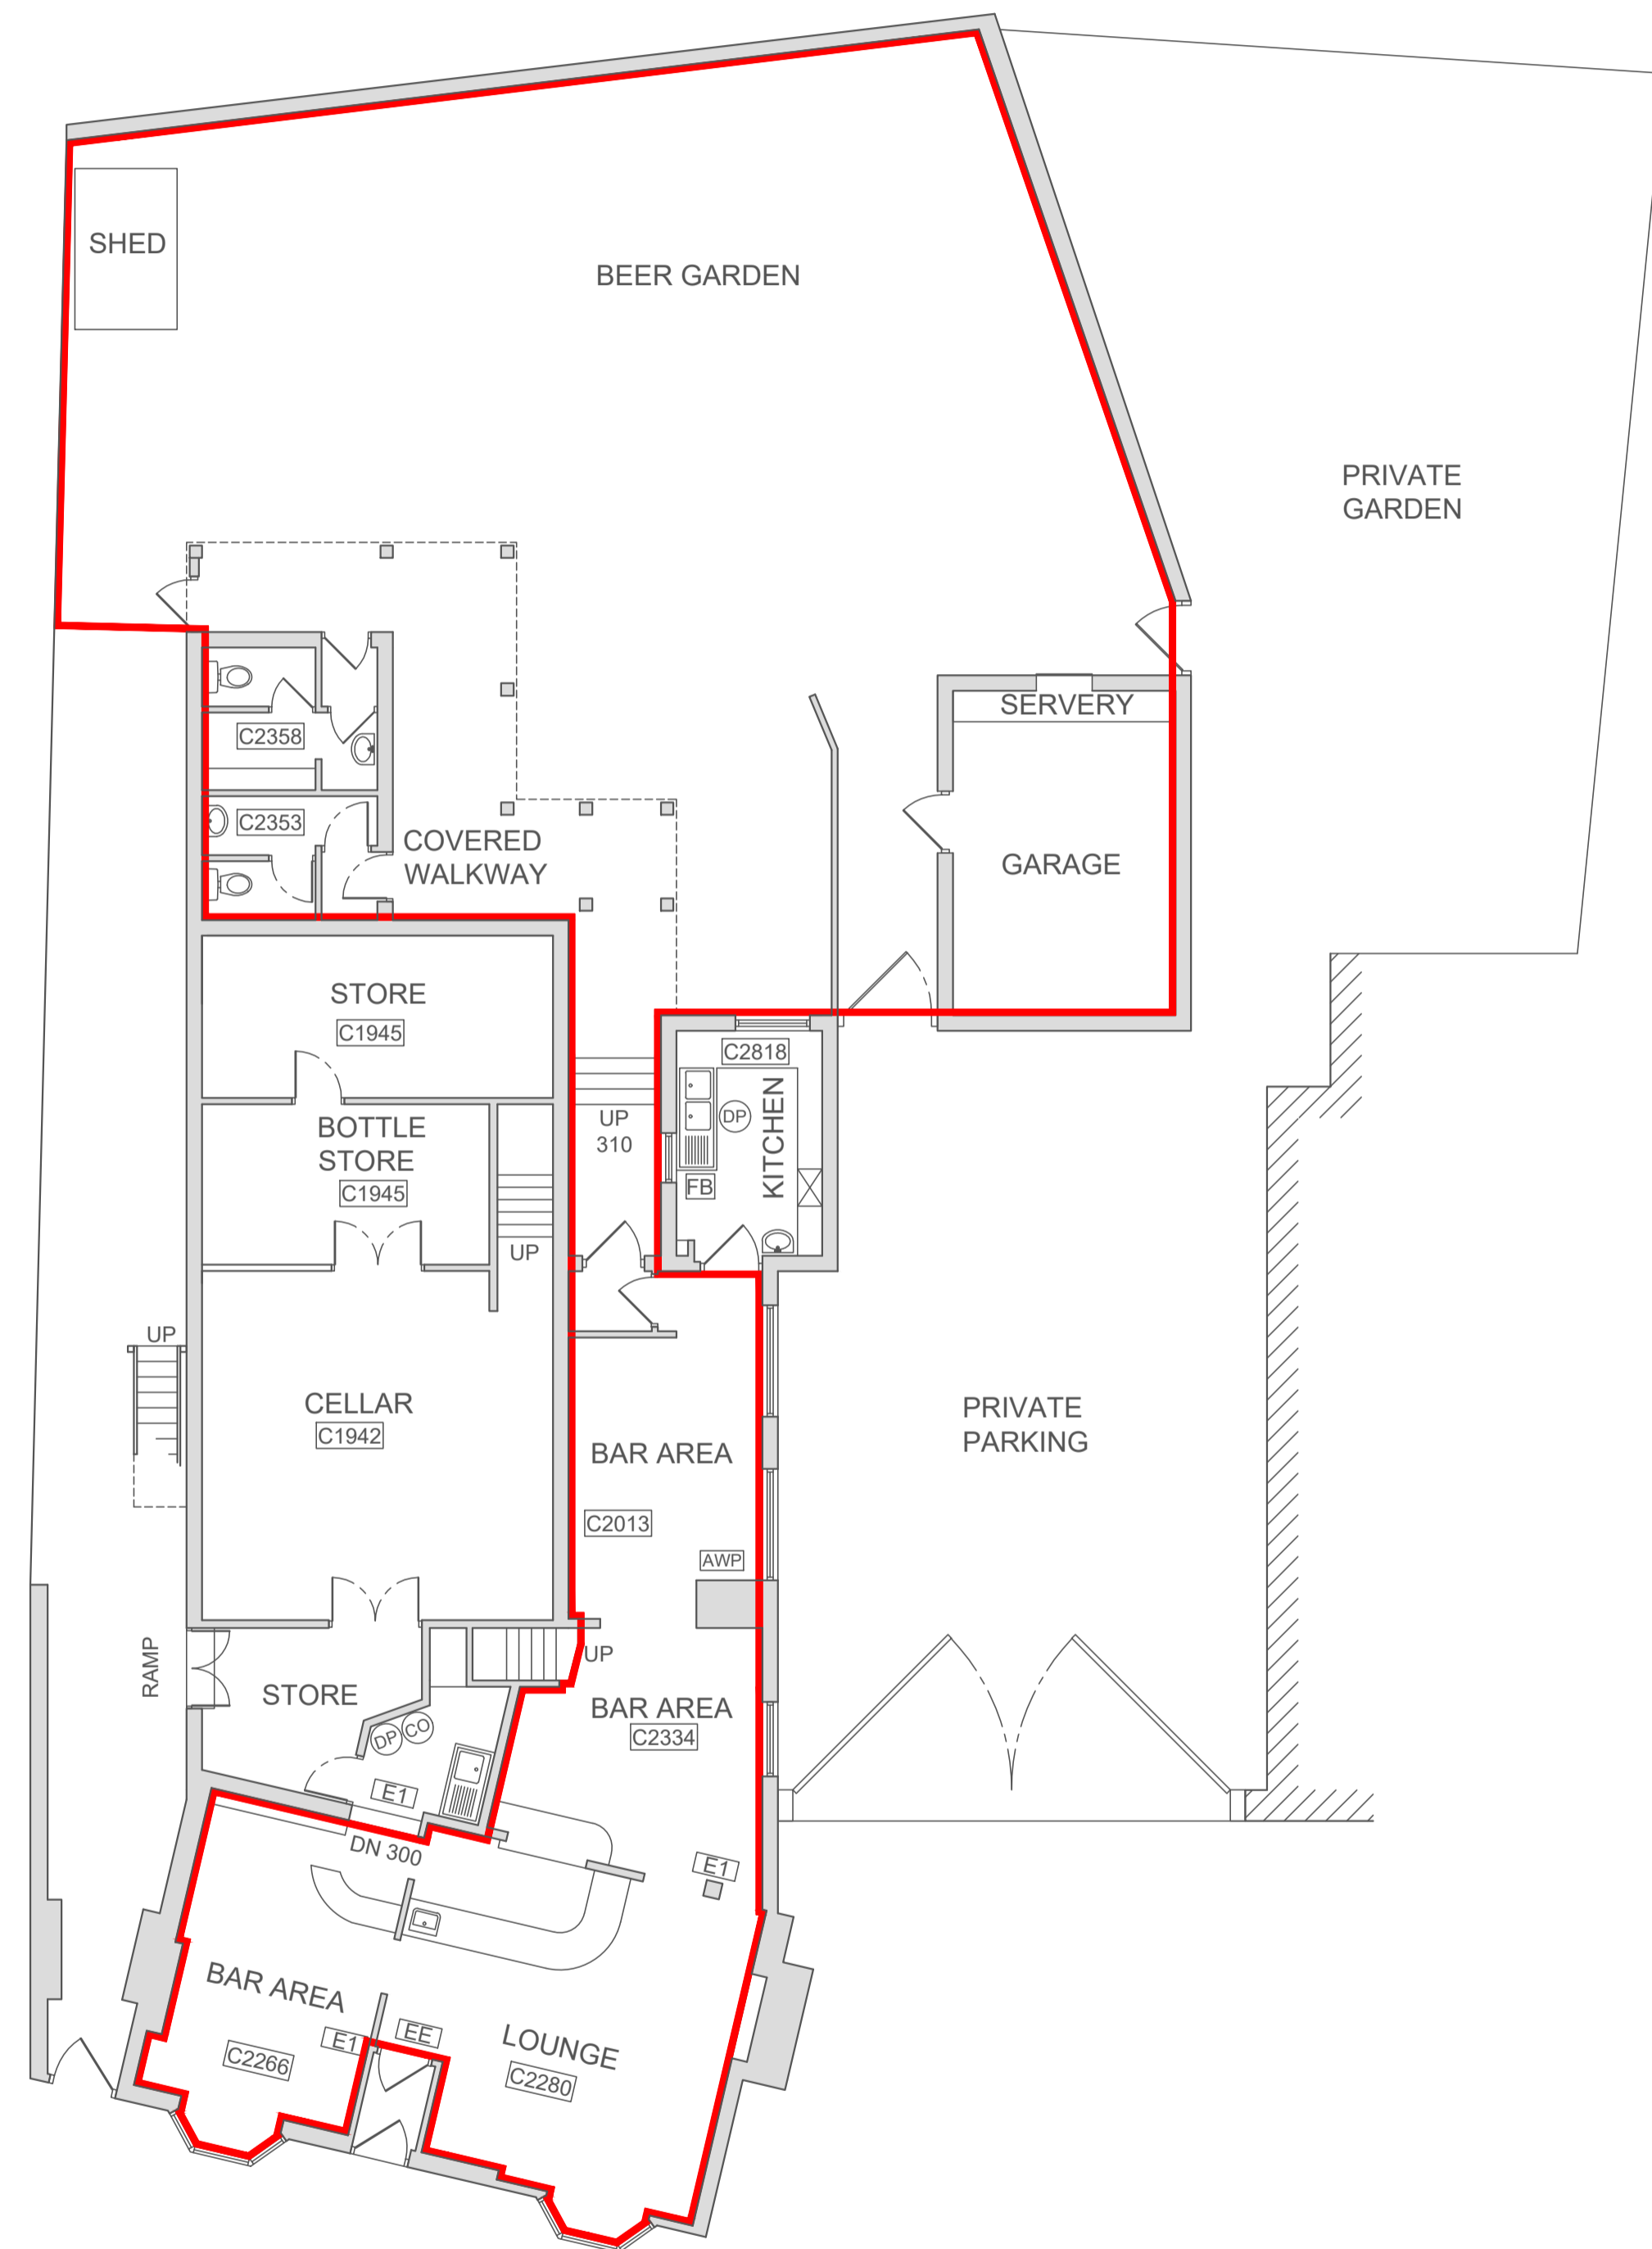 SHED
BEER GARDEN
PRIVATE
GARDEN
SERVERY
C2358
C2353
COVERED
WALKWAY
GARAGE
STORE
C1945
C2818
KITCHEN
DP
FB
UP
310
BOTTLE
STORE
C1945
UP
UP
CELLAR
C1942
PRIVATE
PARKING
BAR AREA
C2013
AWP
RAMP
UP
STORE
BAR AREA
C2334
DP
CO
E1
DN 300
E1
BAR AREA
E1
EE
C2266
LOUNGE
C2280